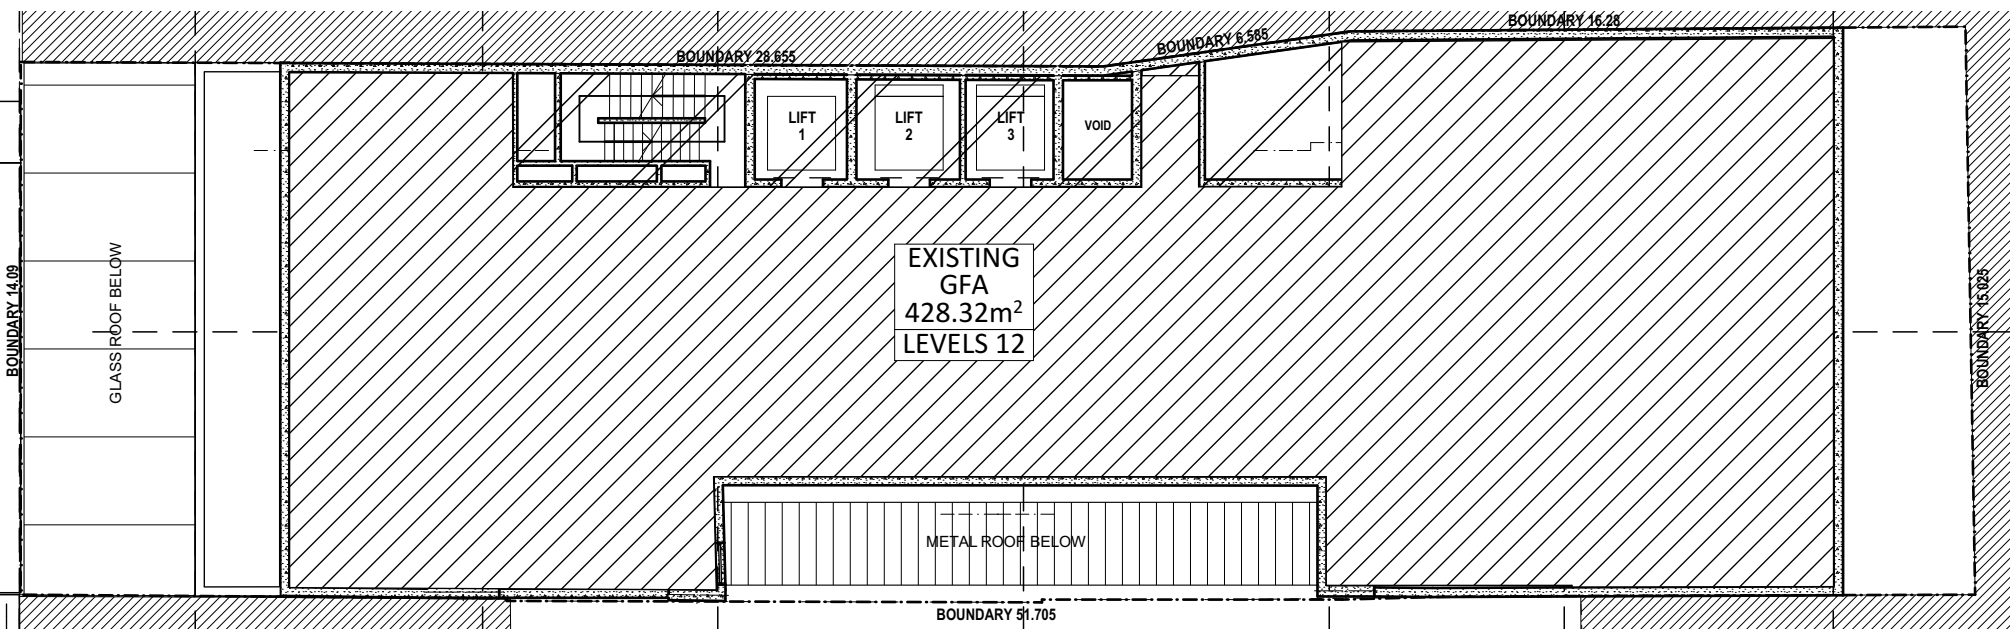 BOUNDARY 16.28
BOUNDARY 6.585
BOUNDARY 28.655
LIFT
1
LIFT
2
LIFT
3
VOID
BOUNDARY 14.09
GLASS ROOF BELOW
EXISTING
GFA
428.32m²
LEVELS 12
BOUNDARY 15.025
METAL ROOF BELOW
BOUNDARY 51.705